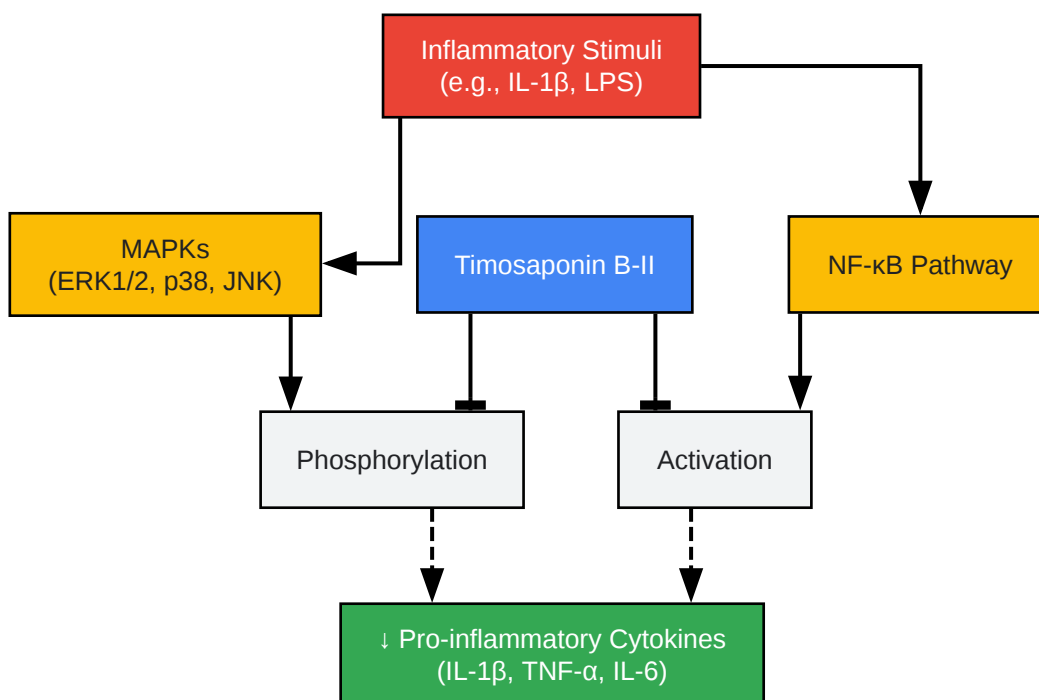 Inflammatory Stimuli
(e.g., IL-1β, LPS)
MAPKs
(ERK1/2, p38, JNK)
Timosaponin B-II
NF-κB Pathway
Phosphorylation
Activation
↓ Pro-inflammatory Cytokines
(IL-1β, TNF-α, IL-6)